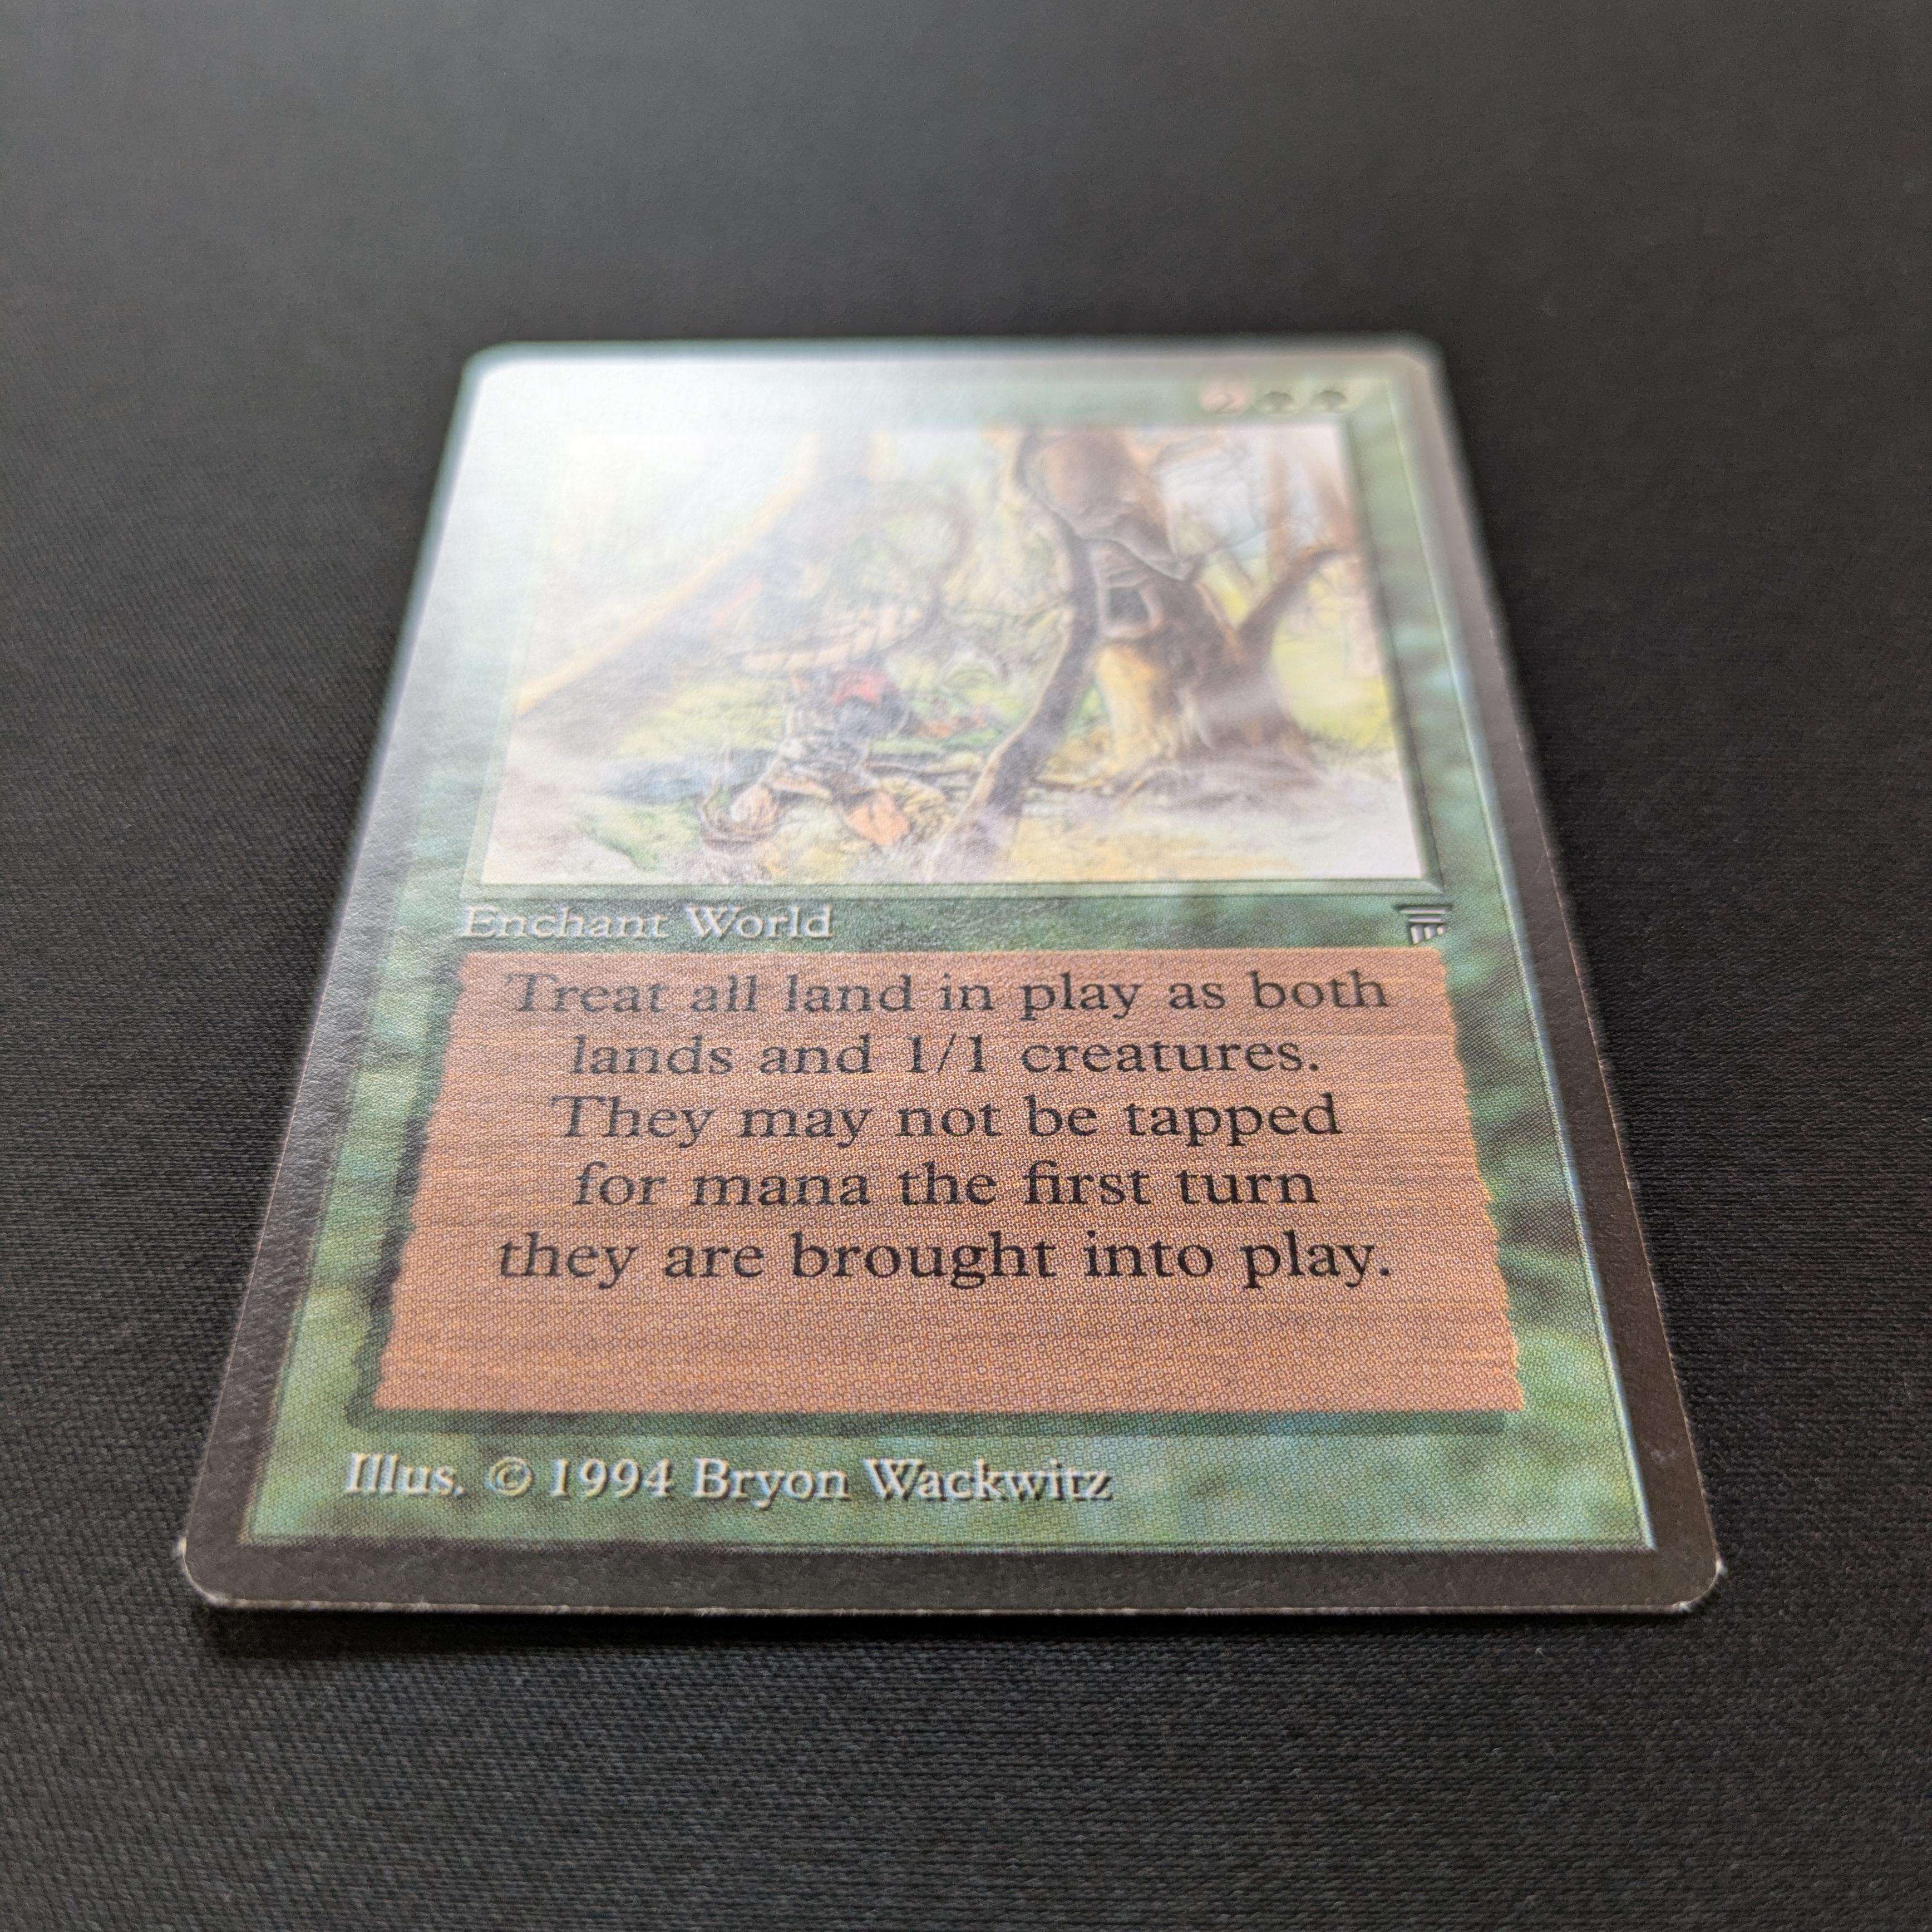 2
Enchant World
Treat all land in play as both
lands and 1/1 creatures.
They may not be tapped
for mana the first turn
they are brought into play.
Illus. © 1994 Bryon Wackwitz